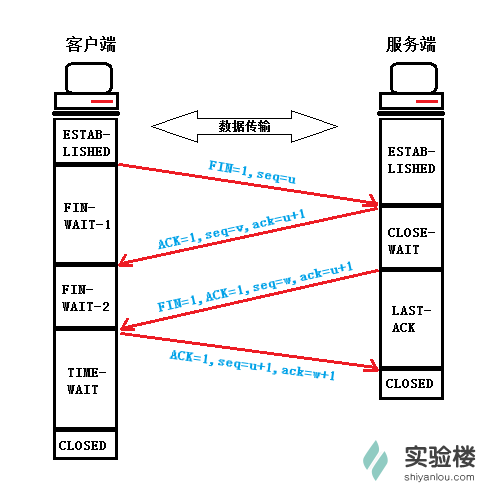 客户端
服务端
数据传输
ESTAB-
LISHED
ESTAB-
LISHED
FIN=1,seq=u
FIN-
WAIT-1
ACK=1,seq=v,ack=u+1
CLOSE-
WAIT
FIN-
WAIT-2
FIN=1,ACK=1,seq=w,ack=u+1
LAST-
ACK
TIME-
WAIT
ACK=1,seq=u+1,ack=w+1
CLOSED
CLOSED
实验楼
shiyanlou.com